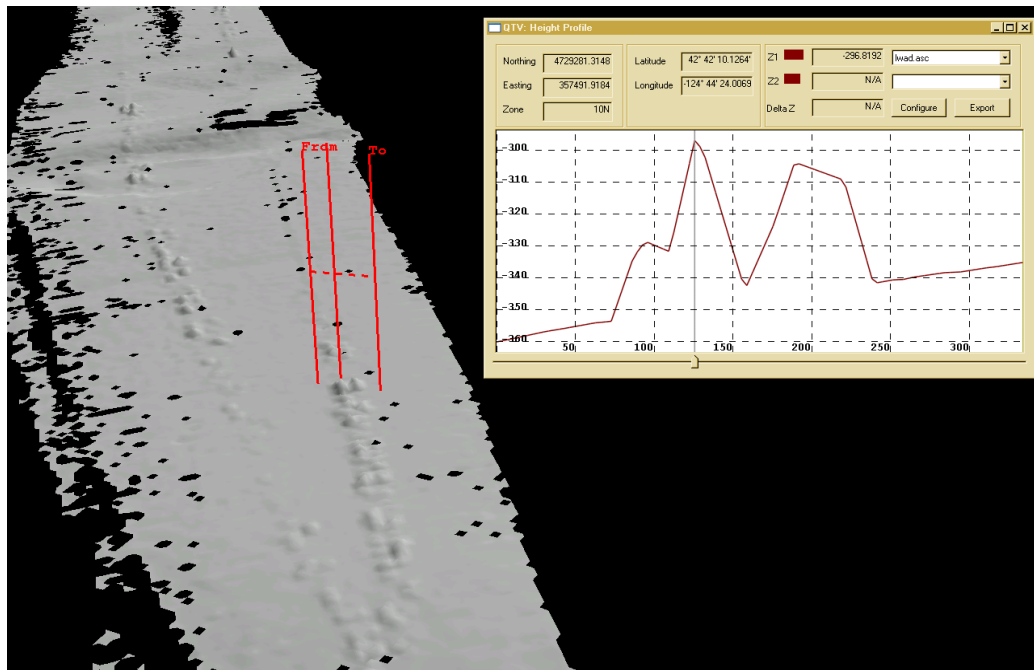 QTV: Height Profile
Northing 4729281.3148 Latitude 42° 42' 10.1264' Z1 -296.8192 lwad.asc
Easting 357491.9184 Longitude -124° 44' 24.0069 Z2 N/A
Zone 10N Delta Z N/A Configure Export
From To
-300
-310
-320
-330
-340
-350
-360
50 100 150 200 250 300